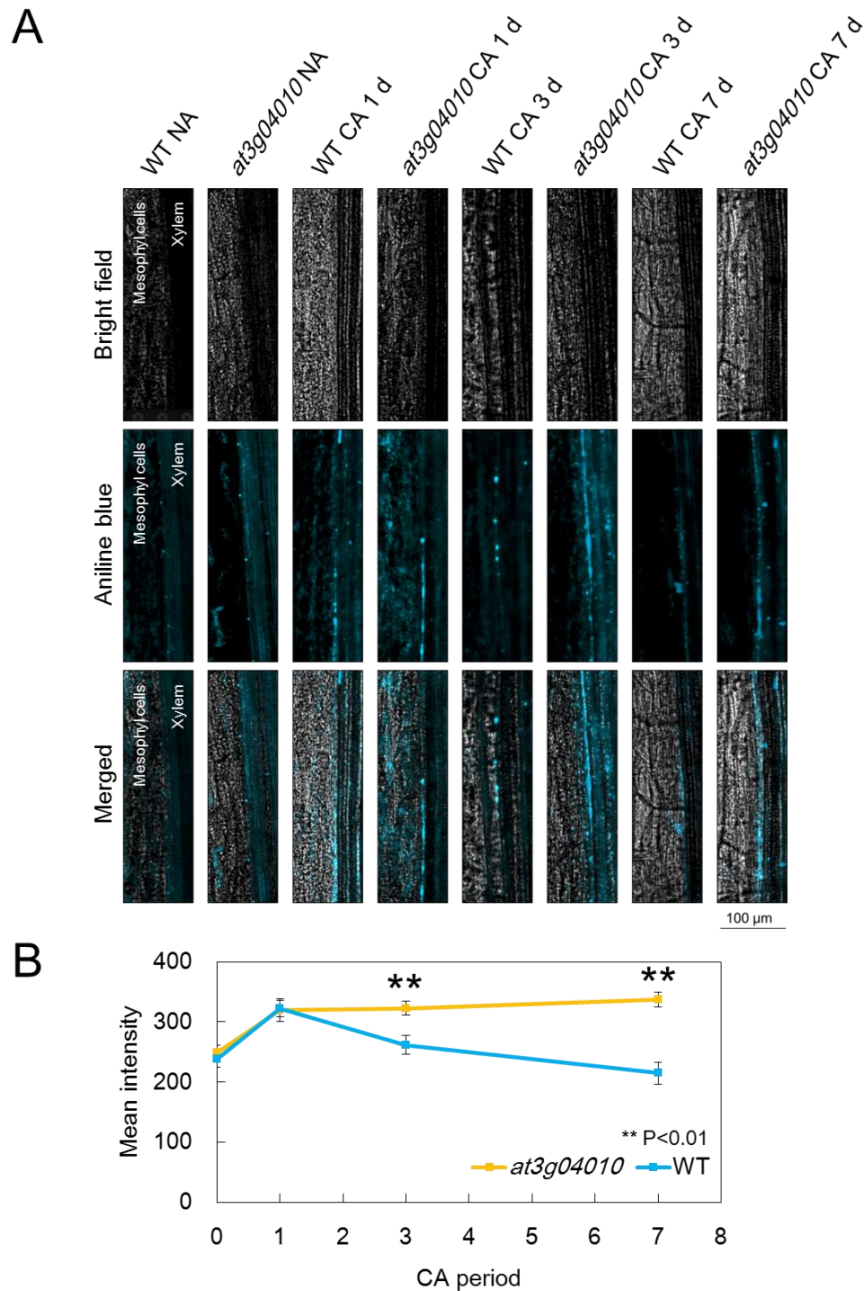 A
WT NA
at3g04010 NA
WT CA 1 d
at3g04010 CA 1 d
WT CA 3 d
at3g04010 CA 3 d
WT CA 7 d
at3g04010 CA 7 d
Bright field
Mesophyl cells
Xylem
Aniline blue
Mesophyl cells
Xylem
Merged
Mesophyl cells
Xylem
100 µm
B
Mean intensity
400
300
200
100
0
**
**
** P<0.01
at3g04010
WT
0 1 2 3 4 5 6 7 8
CA period